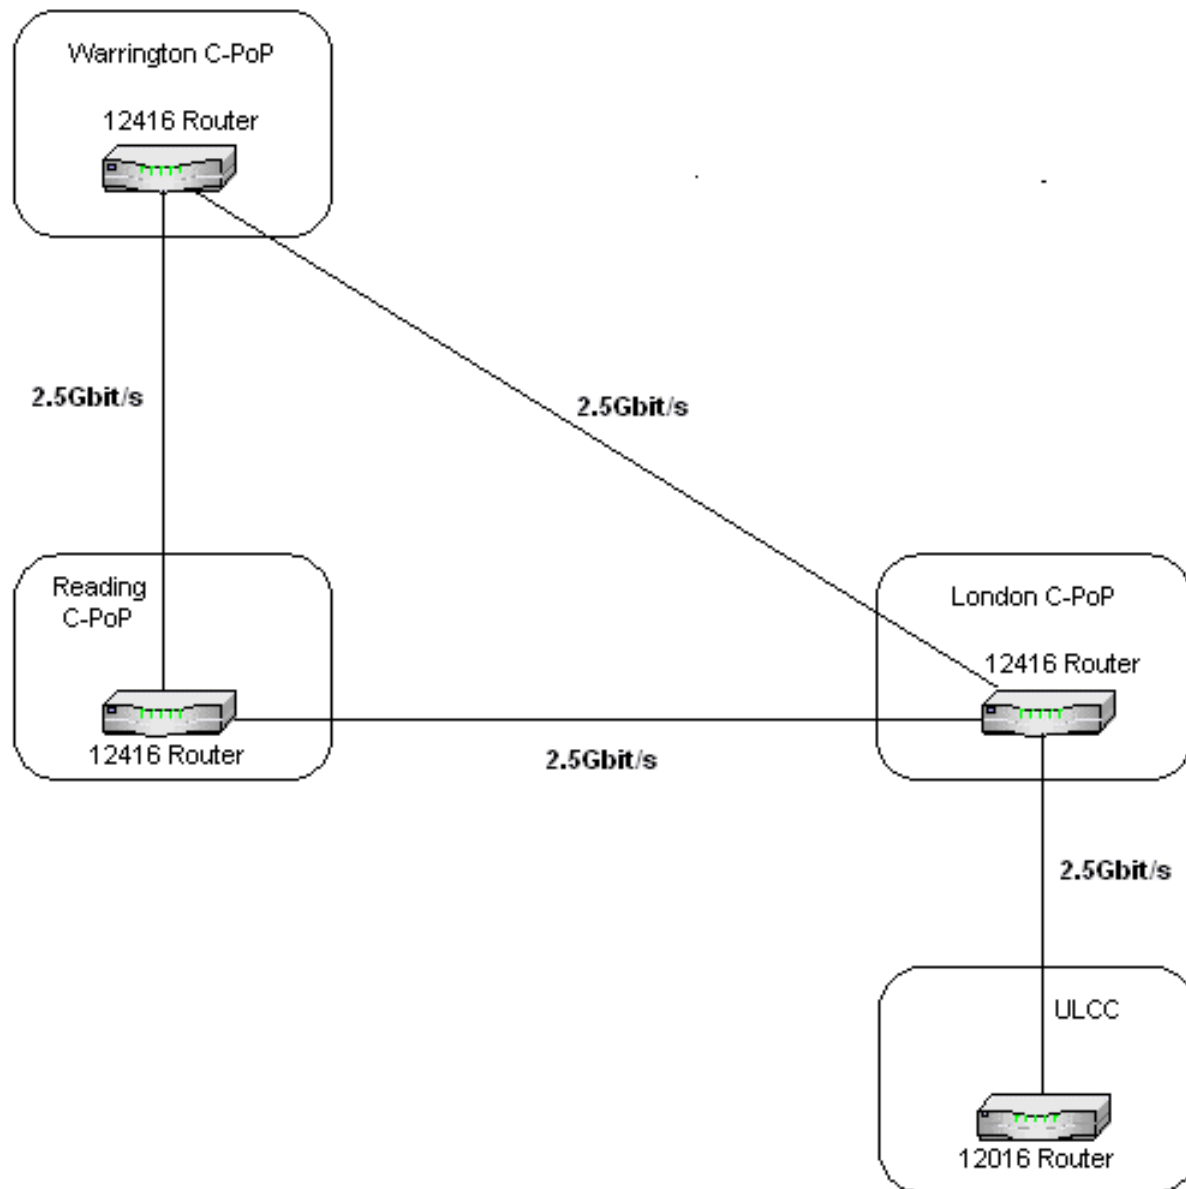 Warrington C-PoP
12416 Router
2.5Gbit/s
2.5Gbit/s
Reading
C-PoP
12416 Router
London C-PoP
12416 Router
2.5Gbit/s
2.5Gbit/s
ULCC
12016 Router